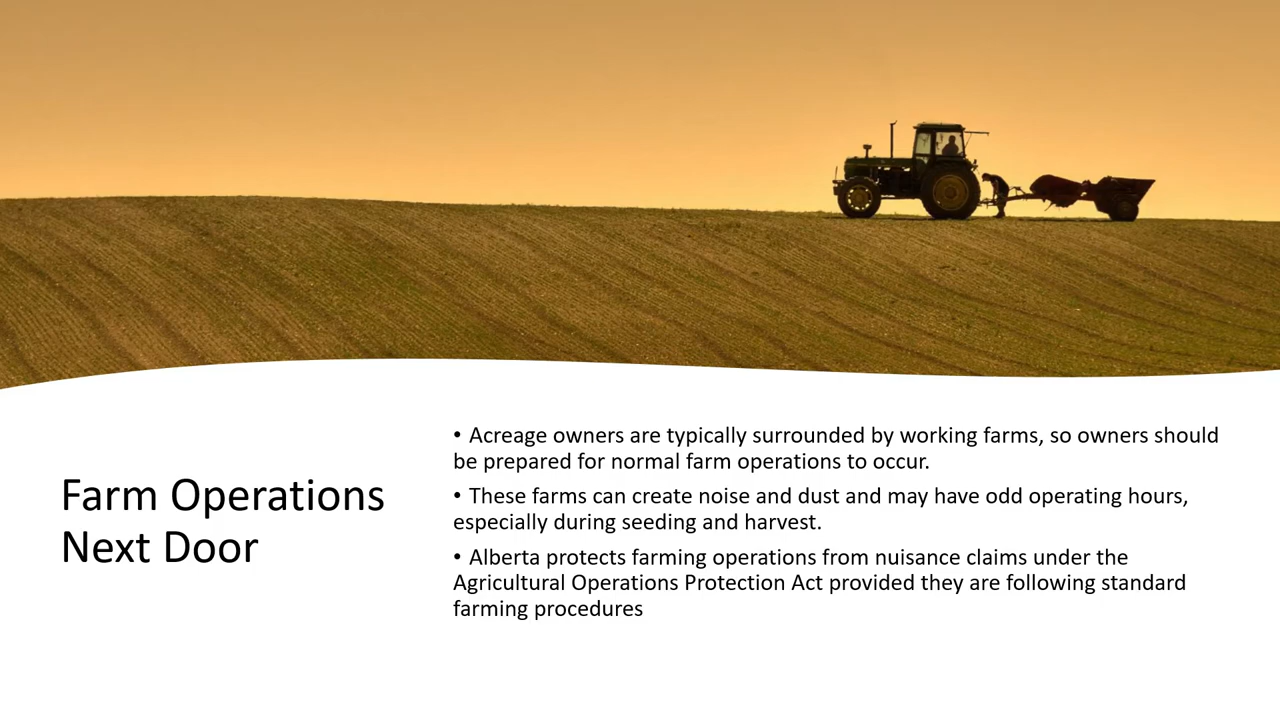 Farm Operations
Next Door
• Acreage owners are typically surrounded by working farms, so owners should
be prepared for normal farm operations to occur.
• These farms can create noise and dust and may have odd operating hours,
especially during seeding and harvest.
• Alberta protects farming operations from nuisance claims under the
Agricultural Operations Protection Act provided they are following standard
farming procedures